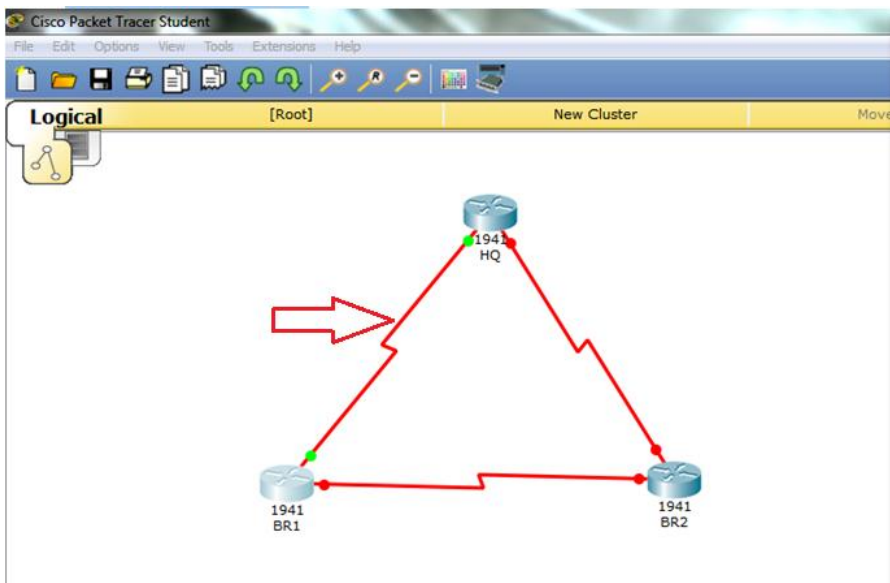 Cisco Packet Tracer Student
File Edit Options View Tools Extensions Help
Logical [Root] New Cluster Move
1941
HQ
1941
BR1
1941
BR2